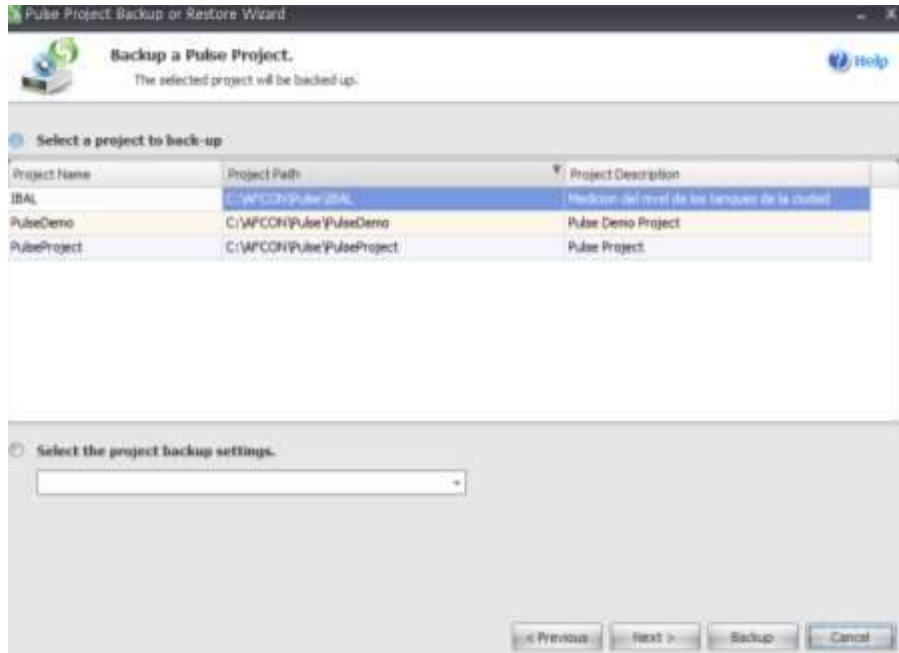 Pulse Project Backup or Restore Wizard
Backup a Pulse Project.
The selected project will be backed up.
Help
Select a project to back-up
Project Name Project Path Project Description
IBAL C:\AFCON\Pulse\IBAL Medicion del nivel de los tanques de la ciudad
PulseDemo C:\AFCON\Pulse\PulseDemo Pulse Demo Project
PulseProject C:\AFCON\Pulse\PulseProject Pulse Project
Select the project backup settings.
< Previous Next > Backup Cancel